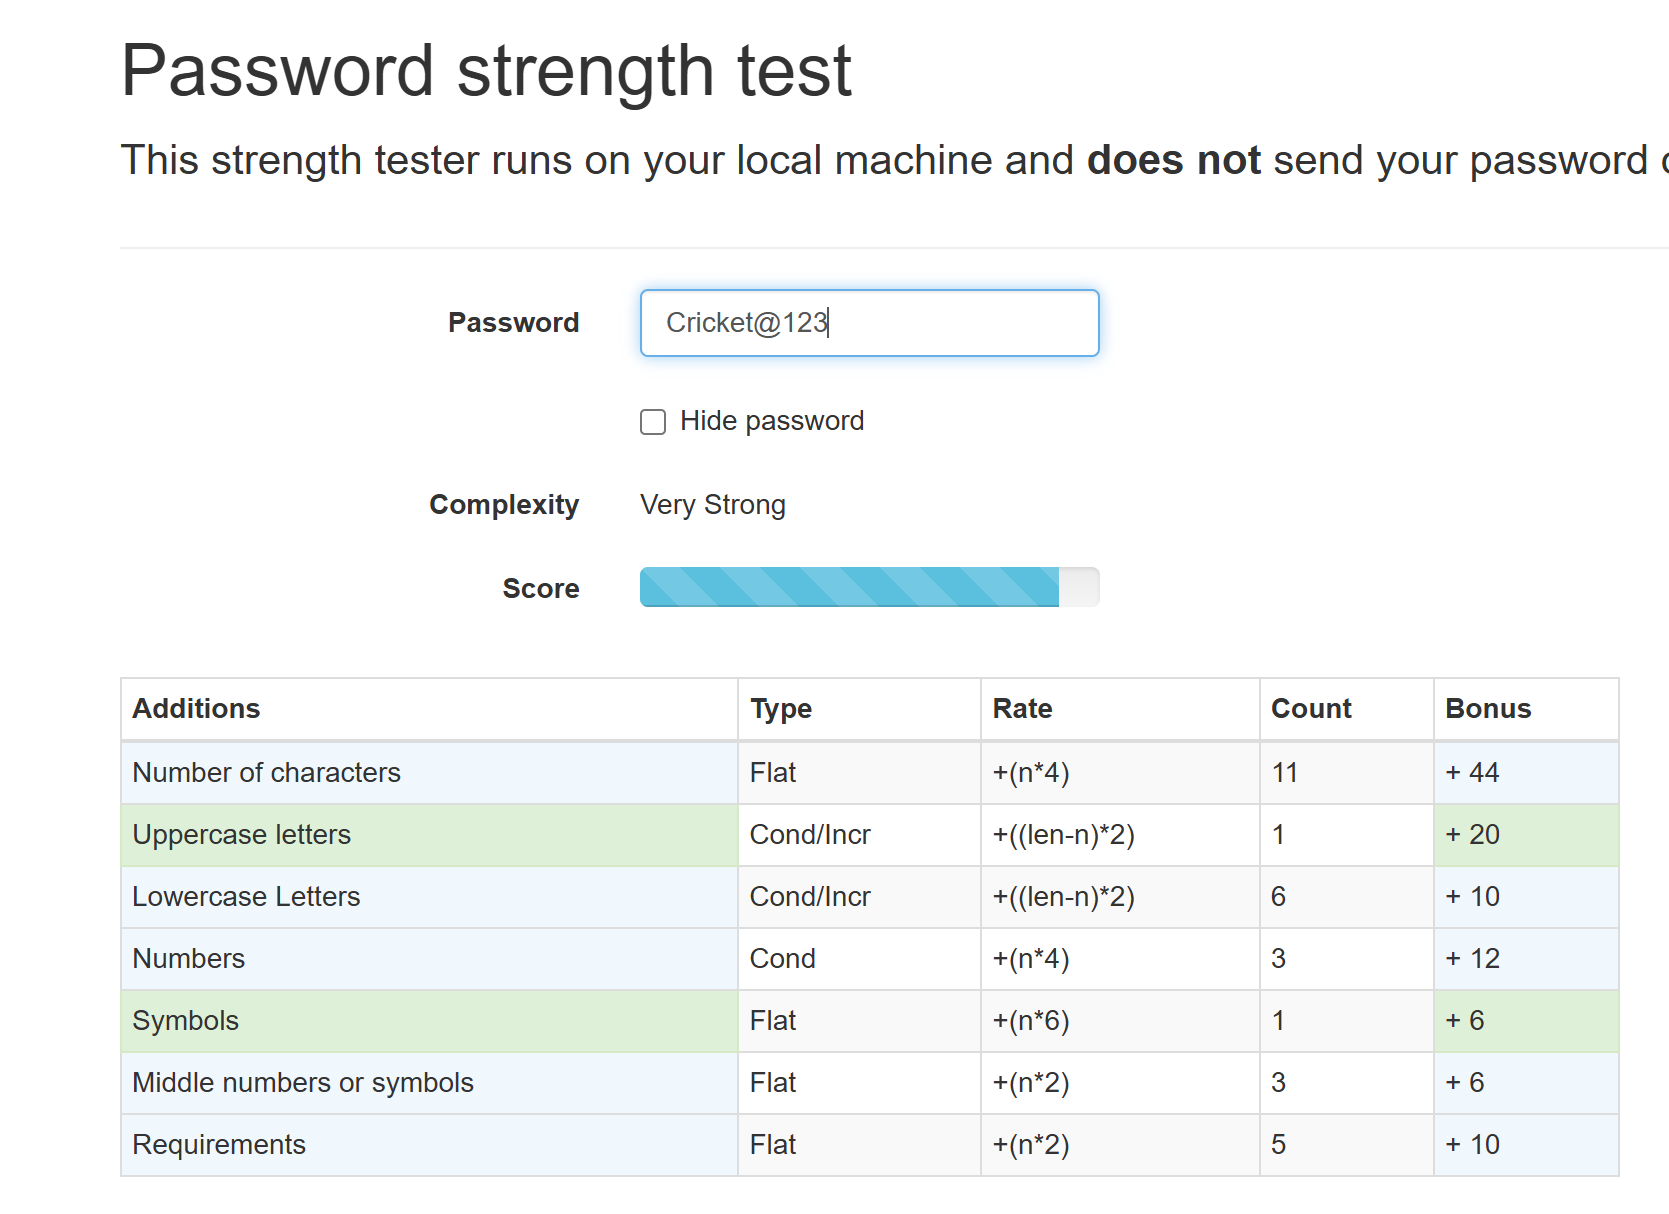 Password strength test
This strength tester runs on your local machine and does not send your password
Password Cricket@123
Hide password
Complexity Very Strong
Score
Additions Type Rate Count Bonus
Number of characters Flat +(n*4) 11 + 44
Uppercase letters Cond/Incr +((len-n)*2) 1 + 20
Lowercase Letters Cond/Incr +((len-n)*2) 6 + 10
Numbers Cond +(n*4) 3 + 12
Symbols Flat +(n*6) 1 + 6
Middle numbers or symbols Flat +(n*2) 3 + 6
Requirements Flat +(n*2) 5 + 10